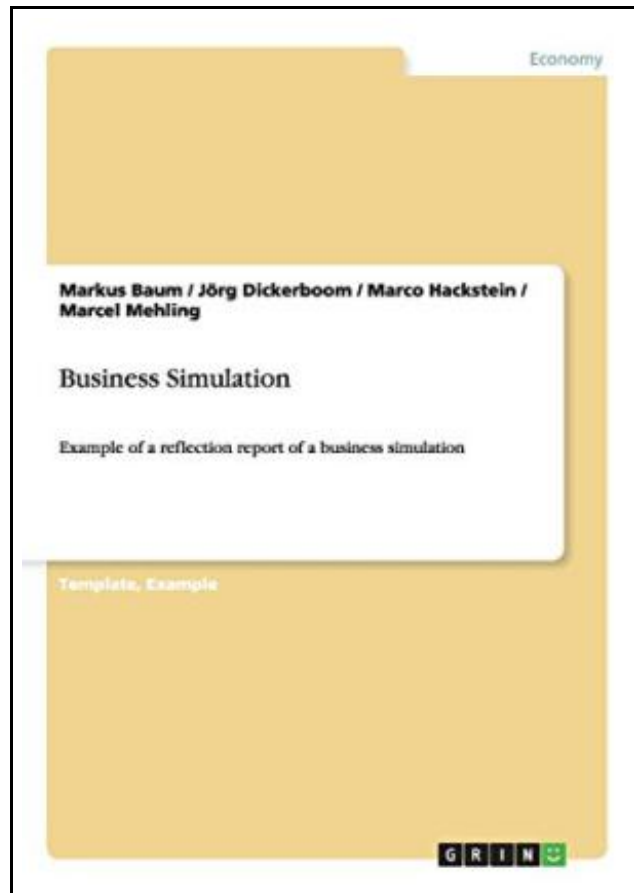 Economy
Markus Baum / Jörg Dickerboom / Marco Hackstein /
Marcel Mehling
Business Simulation
Example of a reflection report of a business simulation
Template, Example
GRIN